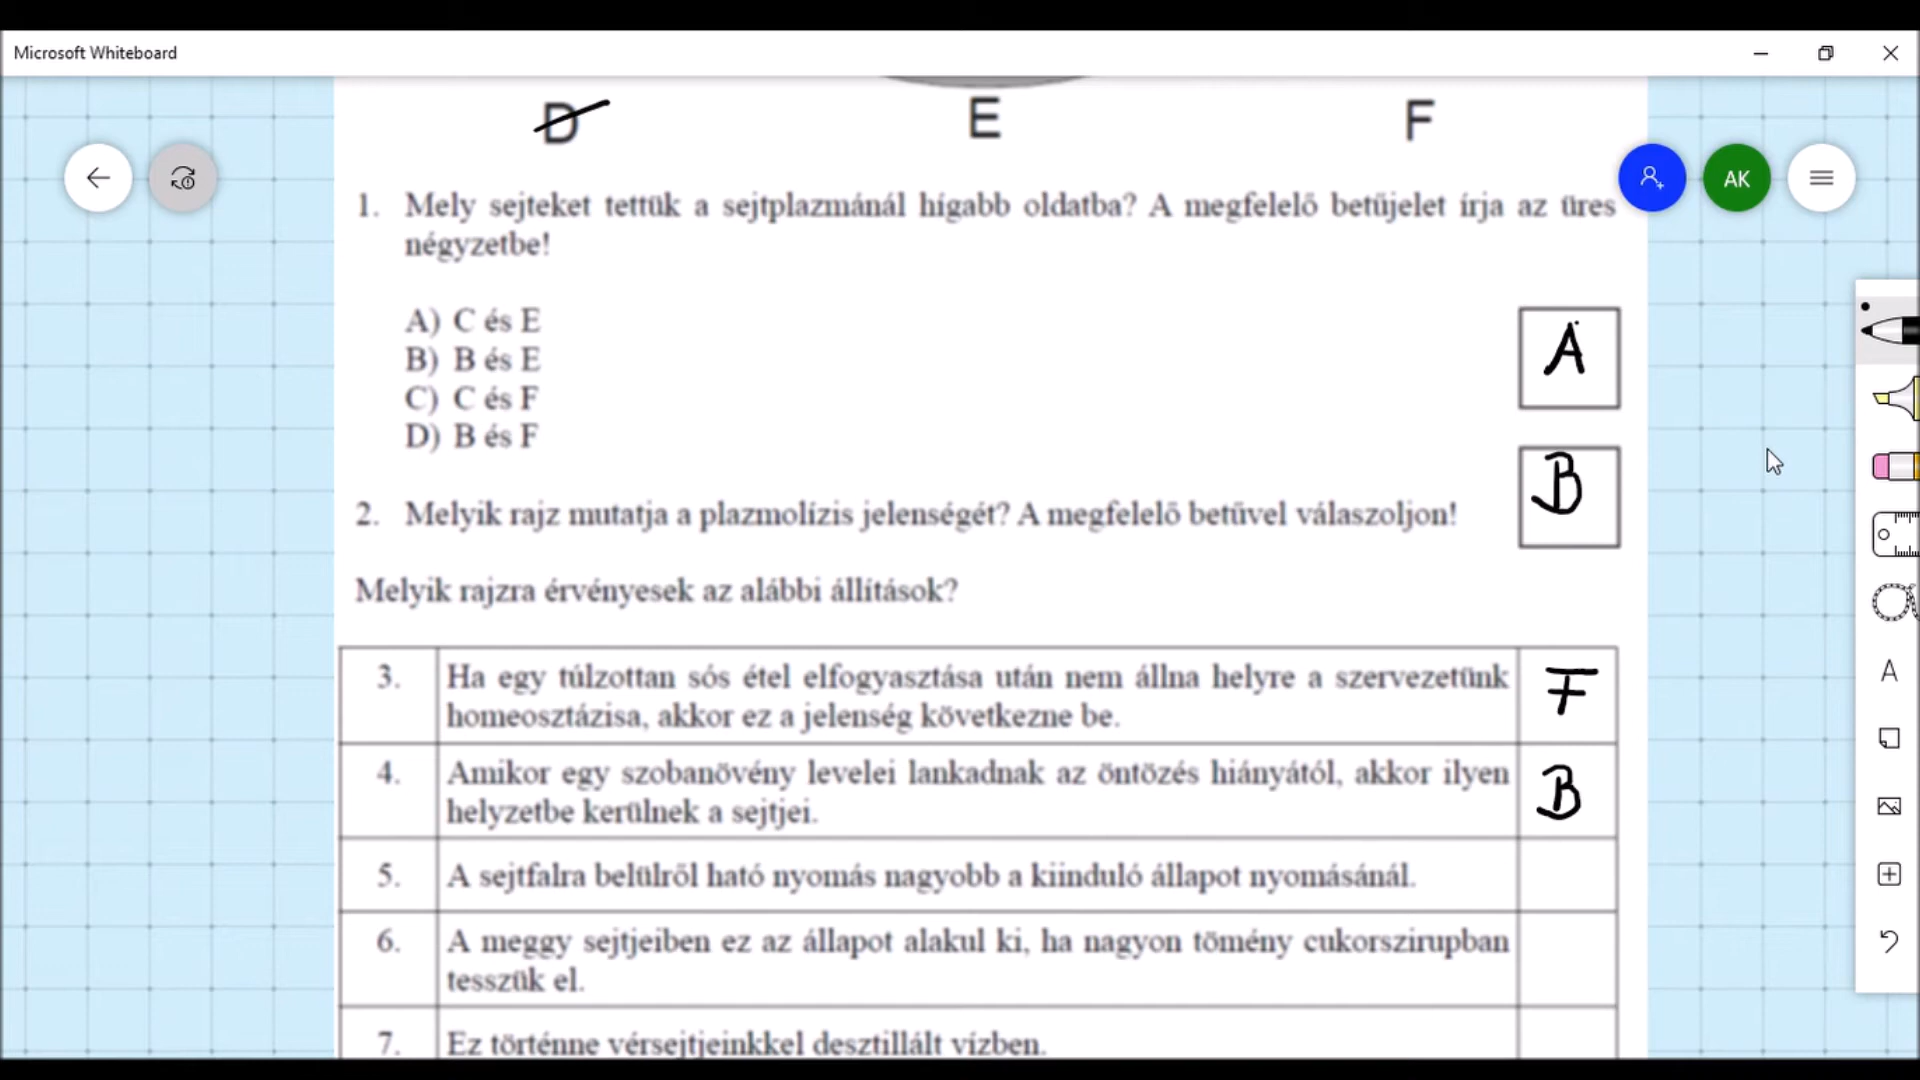 Microsoft Whiteboard
D E F
AK
1. Mely sejteket tettük a sejtplazmánál hígabb oldatba? A megfelelő betűjelet írja az üres
négyzetbe!
A) C és E
B) B és E
C) C és F
D) B és F
A
2. Melyik rajz mutatja a plazmolízis jelenségét? A megfelelő betűvel válaszoljon!
B
Melyik rajzra érvényesek az alábbi állítások?
3. Ha egy túlzottan sós étel elfogyasztása után nem állna helyre a szervezetünk
homeosztázisa, akkor ez a jelenség következne be.
F
4. Amikor egy szobanövény levelei lankadnak az öntözés hiányától, akkor ilyen
helyzetbe kerülnek a sejtjei.
B
5. A sejtfalra belülről ható nyomás nagyobb a kiinduló állapot nyomásánál.
6. A meggy sejtjeiben ez az állapot alakul ki, ha nagyon tömény cukorszirupban
tesszük el.
7. Ez történne vérsejtjeinkkel desztillált vízben.
A